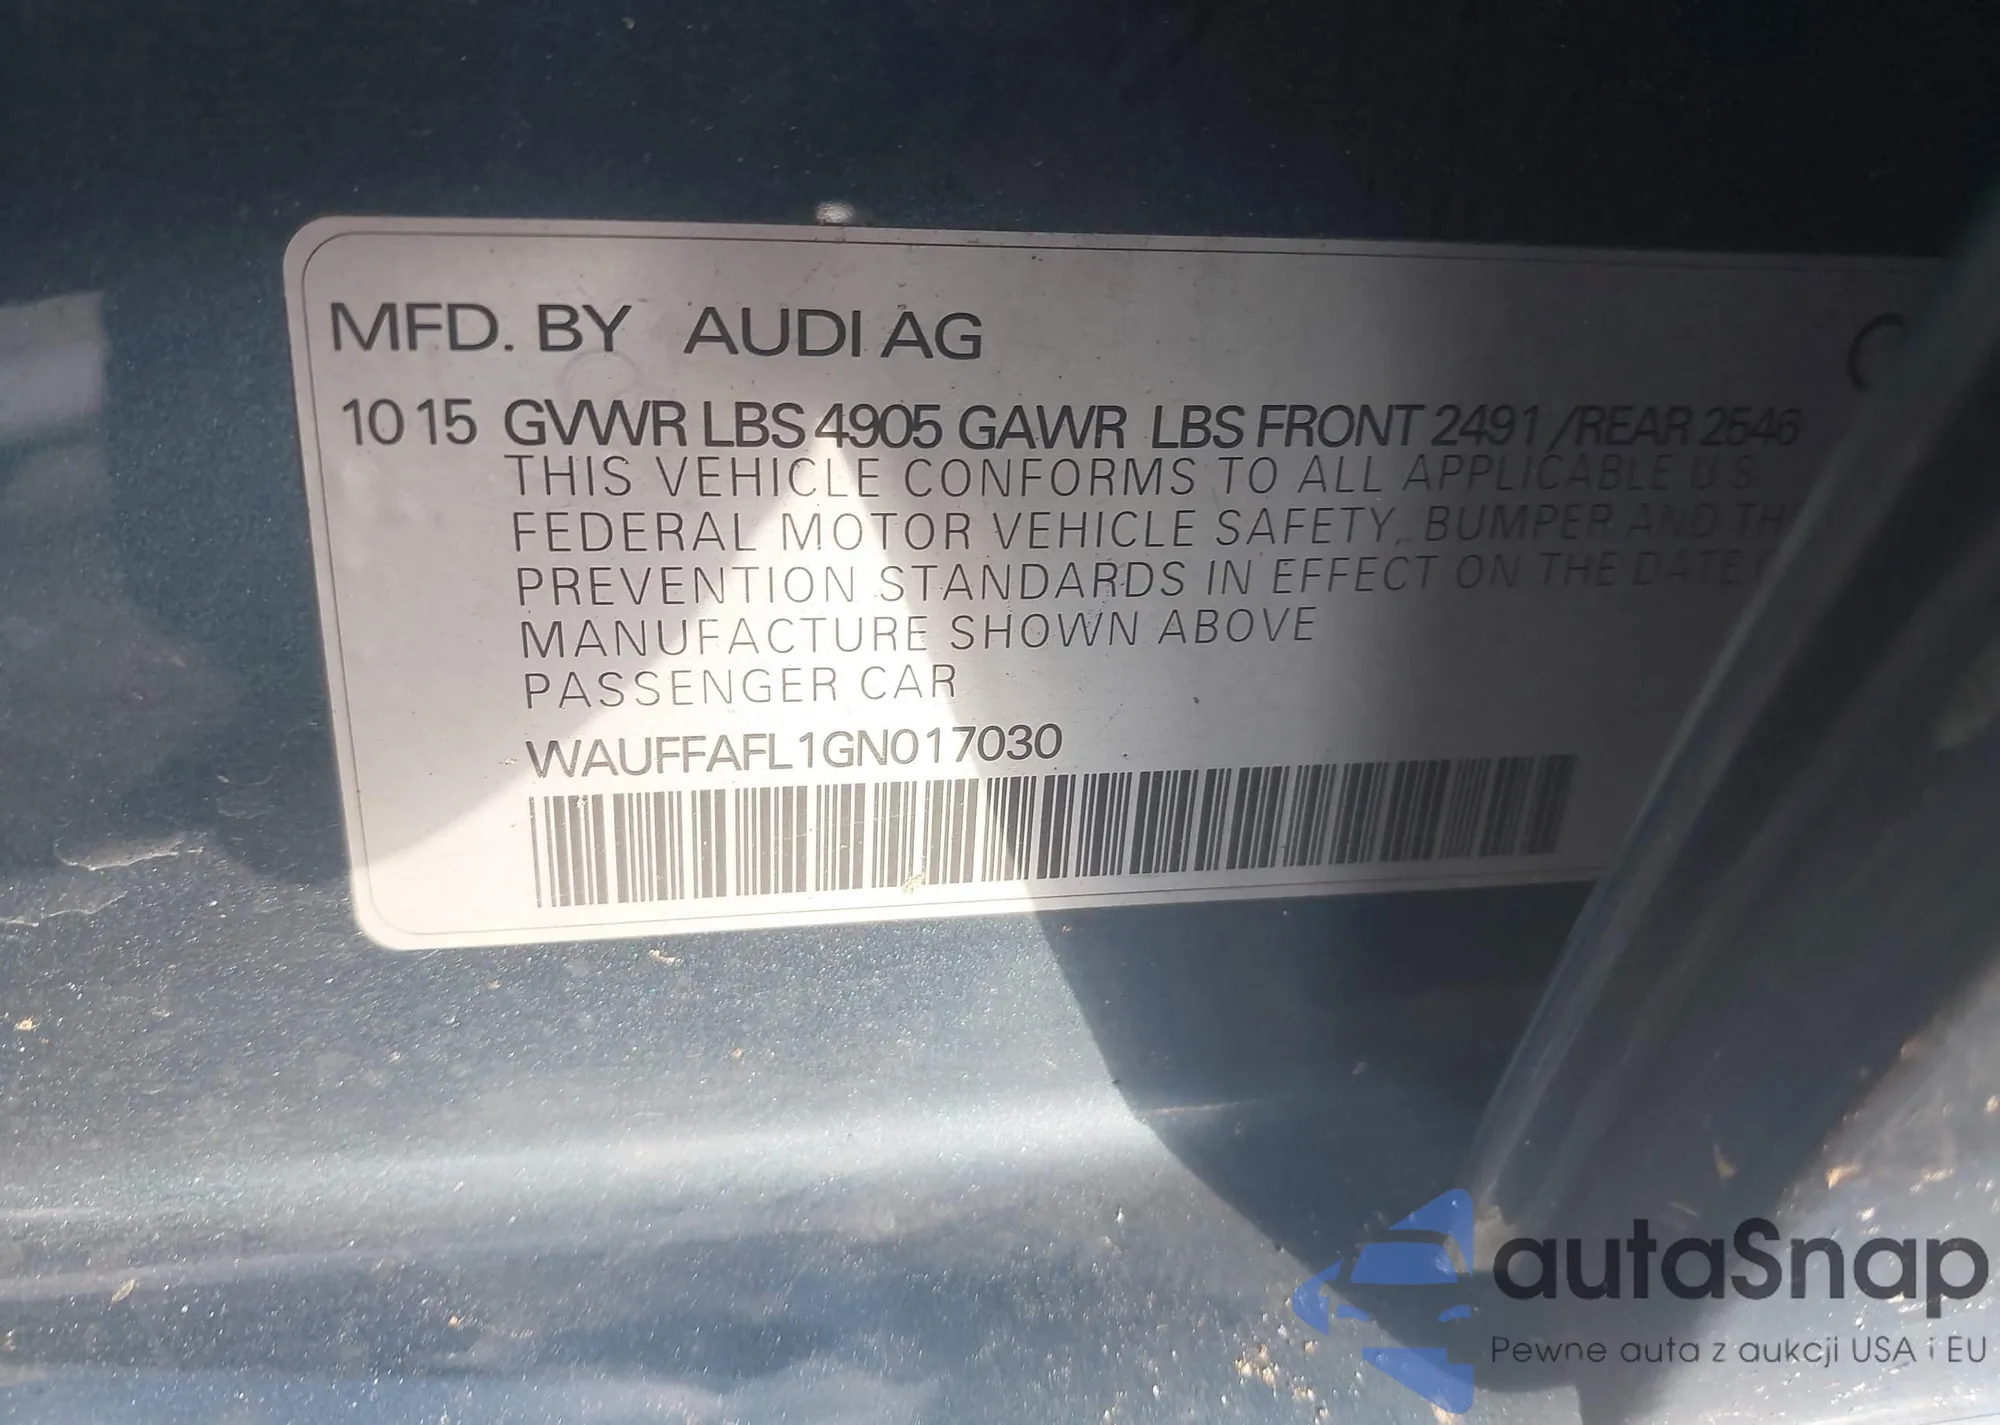 MFD. BY AUDI AG
10 15 GVWR LBS 4905 GAWR LBS FRONT 2491 /REAR 2546
THIS VEHICLE CONFORMS TO ALL APPLICABLE U S
FEDERAL MOTOR VEHICLE SAFETY, BUMPER AND
PREVENTION STANDARDS IN EFFECT ON THE DATE
MANUFACTURE SHOWN ABOVE
PASSENGER CAR
WAUFFAFL1GN017030
autaSnap
Pewne auta z aukcji USA i EU